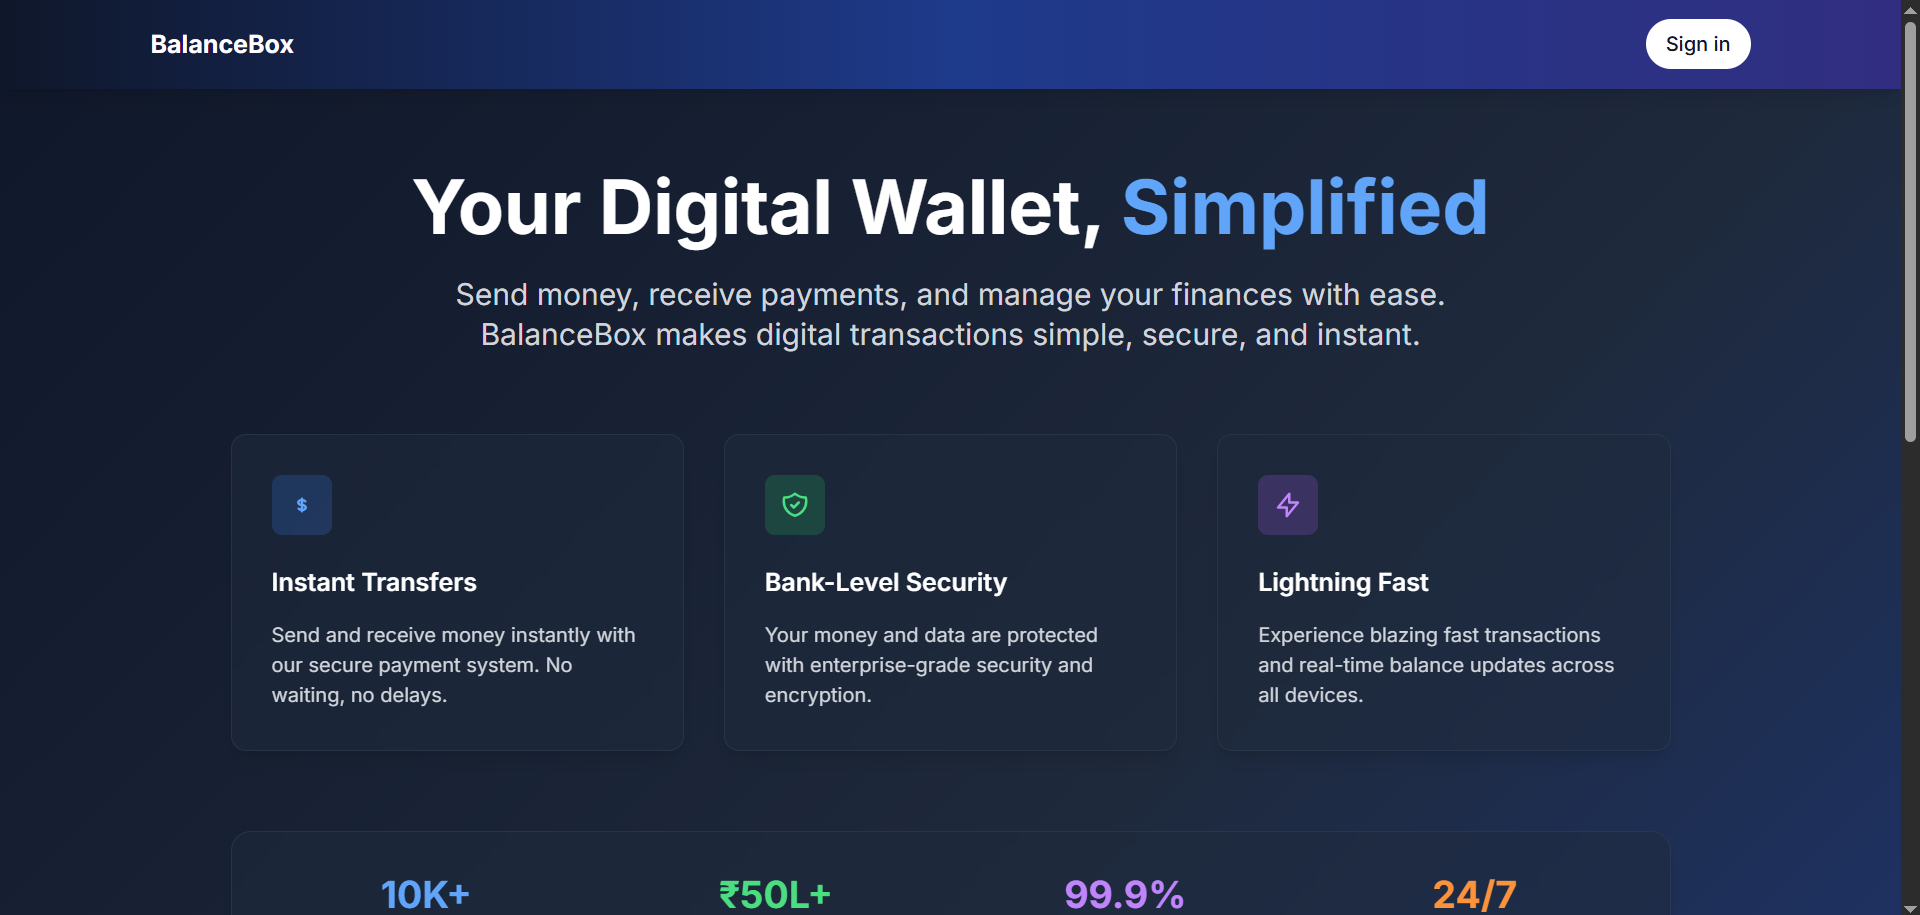 BalanceBox
Sign in
Your Digital Wallet, Simplified
Send money, receive payments, and manage your finances with ease.
BalanceBox makes digital transactions simple, secure, and instant.
$
Instant Transfers
Send and receive money instantly with
our secure payment system. No
waiting, no delays.
Bank-Level Security
Your money and data are protected
with enterprise-grade security and
encryption.
Lightning Fast
Experience blazing fast transactions
and real-time balance updates across
all devices.
10K+
₹50L+
99.9%
24/7